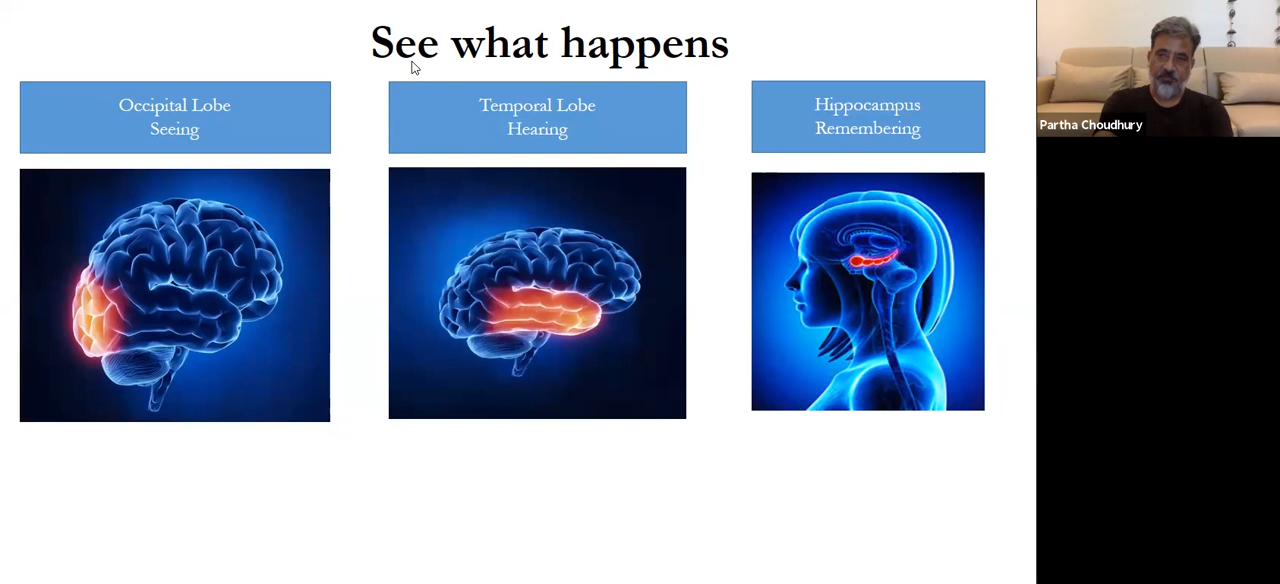 See what happens
Occipital Lobe
Seeing
Temporal Lobe
Hearing
Hippocampus
Remembering
Partha Choudhury